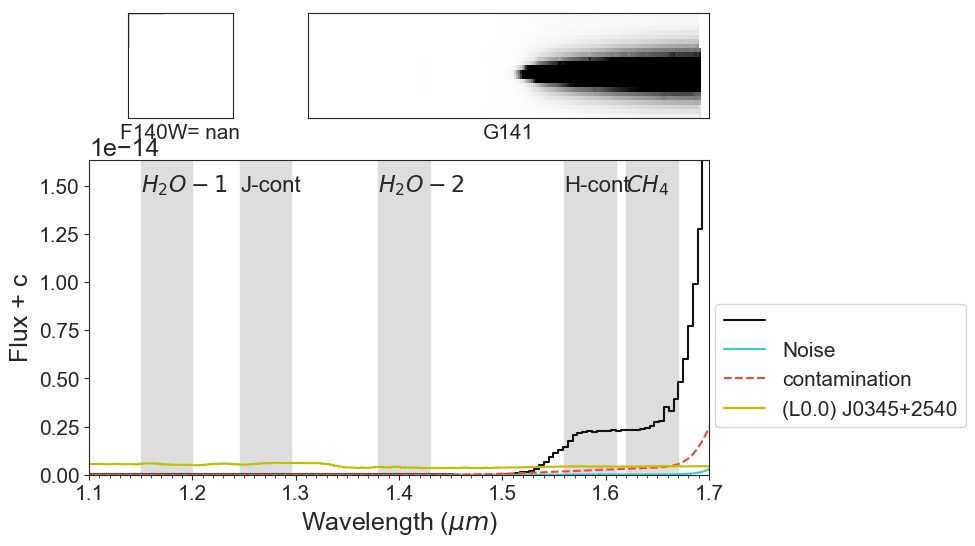 F140W= nan
G141
1e−14
H₂O − 1
J-cont
H₂O − 2
H-cont
CH₄
1.50
1.25
1.00
0.75
0.50
0.25
0.00
Flux + c
1.1 1.2 1.3 1.4 1.5 1.6 1.7
Wavelength (μm)
Noise
contamination
(L0.0) J0345+2540